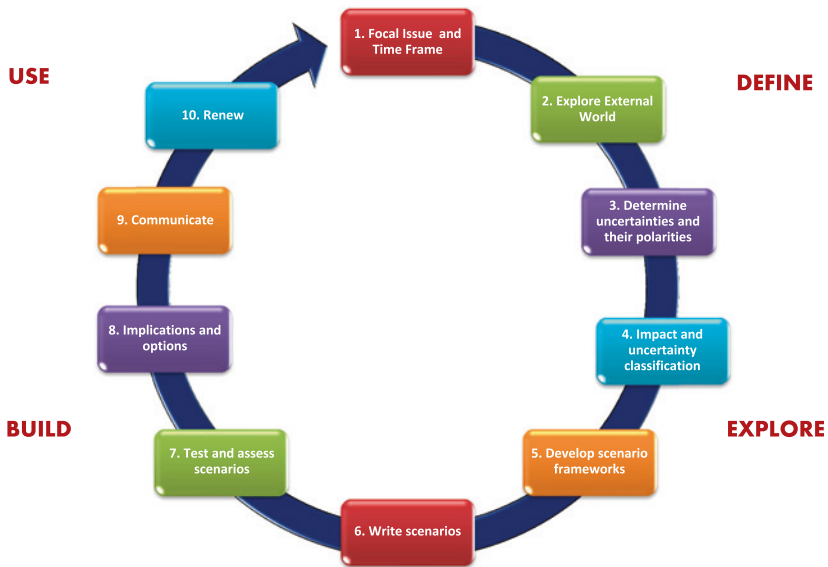 1. Focal Issue and
Time Frame
USE
DEFINE
2. Explore External
World
10. Renew
3. Determine
uncertainties and
their polarities
9. Communicate
4. Impact and
uncertainty
classification
8. Implications and
options
BUILD
EXPLORE
5. Develop scenario
frameworks
7. Test and assess
scenarios
6. Write scenarios